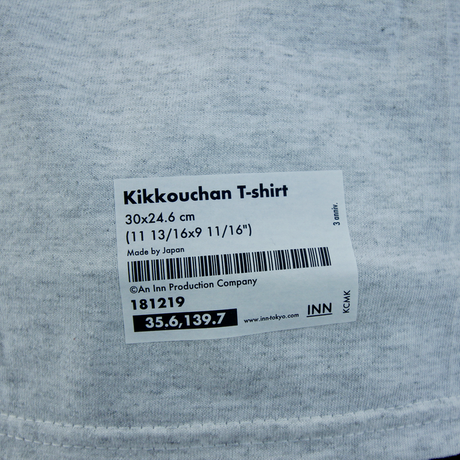 Kikkouchan T-shirt
30x24.6 cm
(11 13/16x9 11/16")
Made by Japan
©An Inn Production Company
181219
35.6,139.7
www.inn-tokyo.com
INN
3 anniv.
KCMK